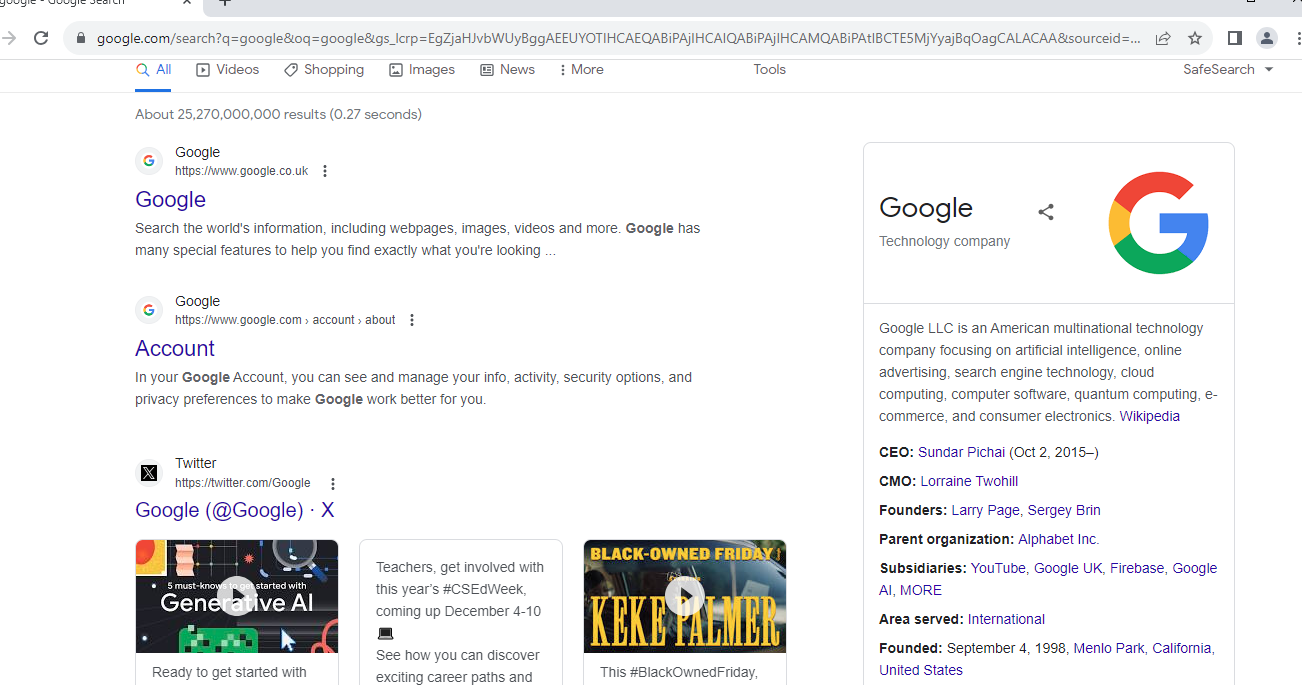 google - Google Search
google.com/search?q=google&oq=google&gs_lcrp=EgZjaHJvbWUyBggAEEUYOTIHCAEQABiPAjIHCAIQABiPAjIHCAMQABiPAtIBCTE5MjYyajBqOagCALACAA&sourceid=...
All Videos Shopping Images News More Tools SafeSearch
About 25,270,000,000 results (0.27 seconds)
Google
https://www.google.co.uk
Google
Search the world's information, including webpages, images, videos and more. Google has
many special features to help you find exactly what you're looking ...
Google
https://www.google.com › account › about
Account
In your Google Account, you can see and manage your info, activity, security options, and
privacy preferences to make Google work better for you.
Twitter
https://twitter.com/Google
Google (@Google) · X
5 must-knows to get started with
Generative AI
Ready to get started with
Teachers, get involved with
this year's #CSEdWeek,
coming up December 4-10
See how you can discover
exciting career paths and
BLACK-OWNED FRIDAY
KEKE PALMER
This #BlackOwnedFriday,
Google
Technology company
Google LLC is an American multinational technology
company focusing on artificial intelligence, online
advertising, search engine technology, cloud
computing, computer software, quantum computing, e-
commerce, and consumer electronics. Wikipedia
CEO: Sundar Pichai (Oct 2, 2015–)
CMO: Lorraine Twohill
Founders: Larry Page, Sergey Brin
Parent organization: Alphabet Inc.
Subsidiaries: YouTube, Google UK, Firebase, Google
AI, MORE
Area served: International
Founded: September 4, 1998, Menlo Park, California,
United States